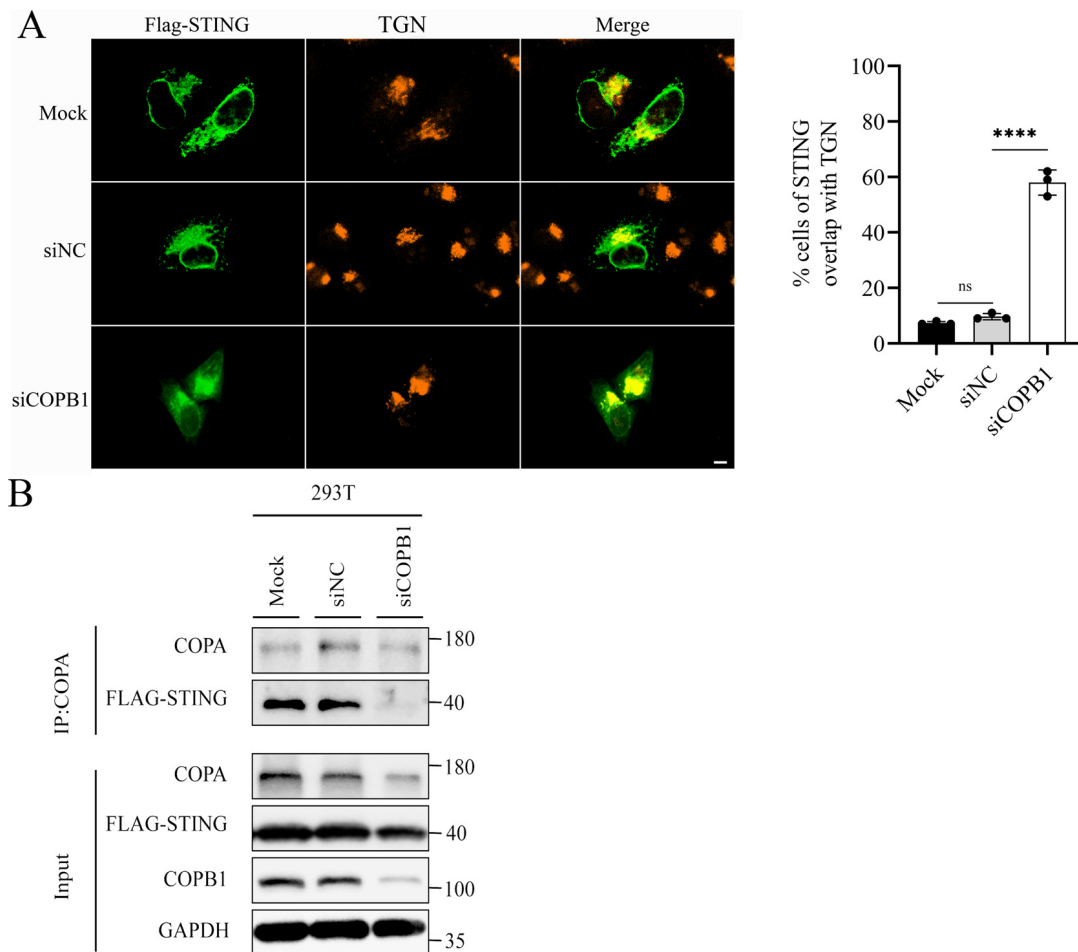 A
Flag-STING TGN Merge
Mock
siNC
siCOPB1
% cells of STING
overlap with TGN
100
80
60
40
20
0
ns
****
Mock
siNC
siCOPB1
B
293T
Mock siNC siCOPB1
IP:COPA
COPA 180
FLAG-STING 40
Input
COPA 180
FLAG-STING 40
COPB1 100
GAPDH 35